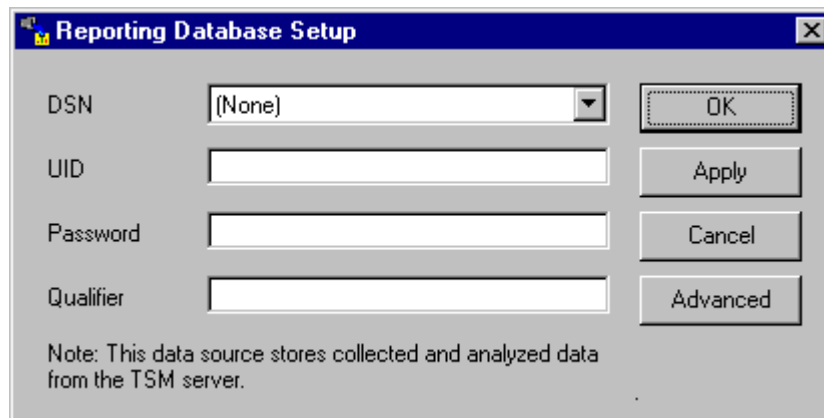 Reporting Database Setup
DSN
(None)
OK
UID
Apply
Password
Cancel
Qualifier
Advanced
Note: This data source stores collected and analyzed data
from the TSM server.